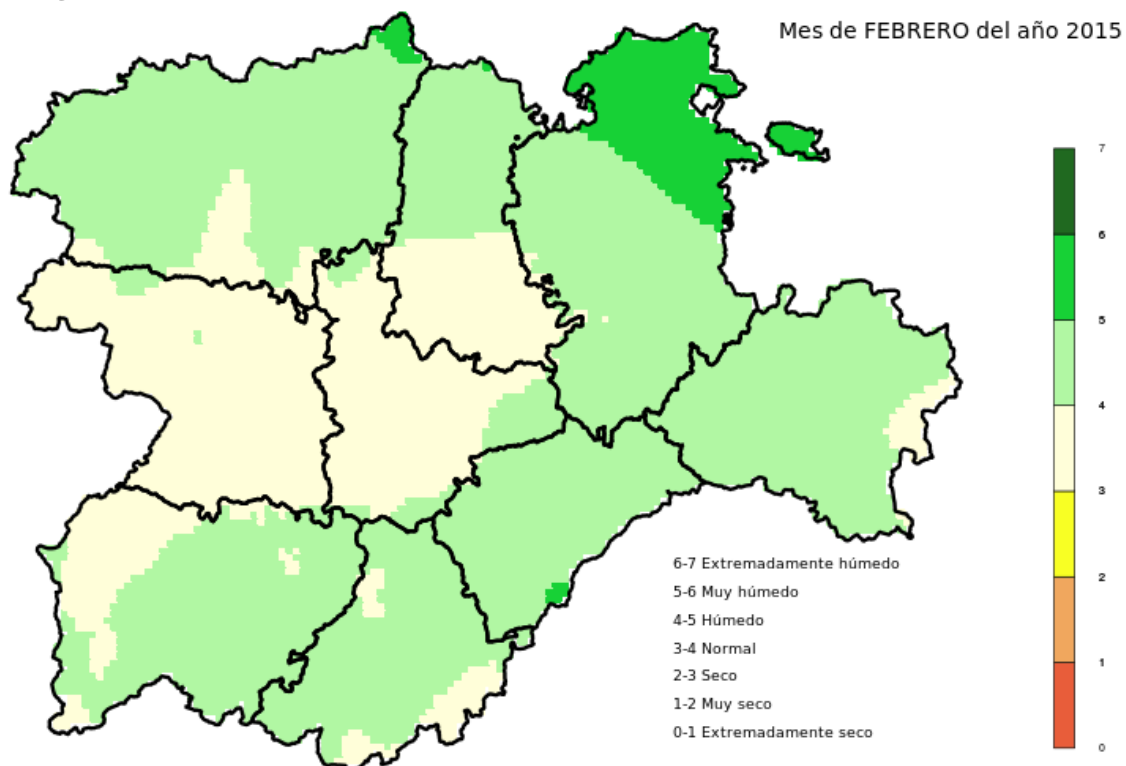 Mes de FEBRERO del año 2015
7
6
5
4
3
2
1
0
6-7 Extremadamente húmedo
5-6 Muy húmedo
4-5 Húmedo
3-4 Normal
2-3 Seco
1-2 Muy seco
0-1 Extremadamente seco